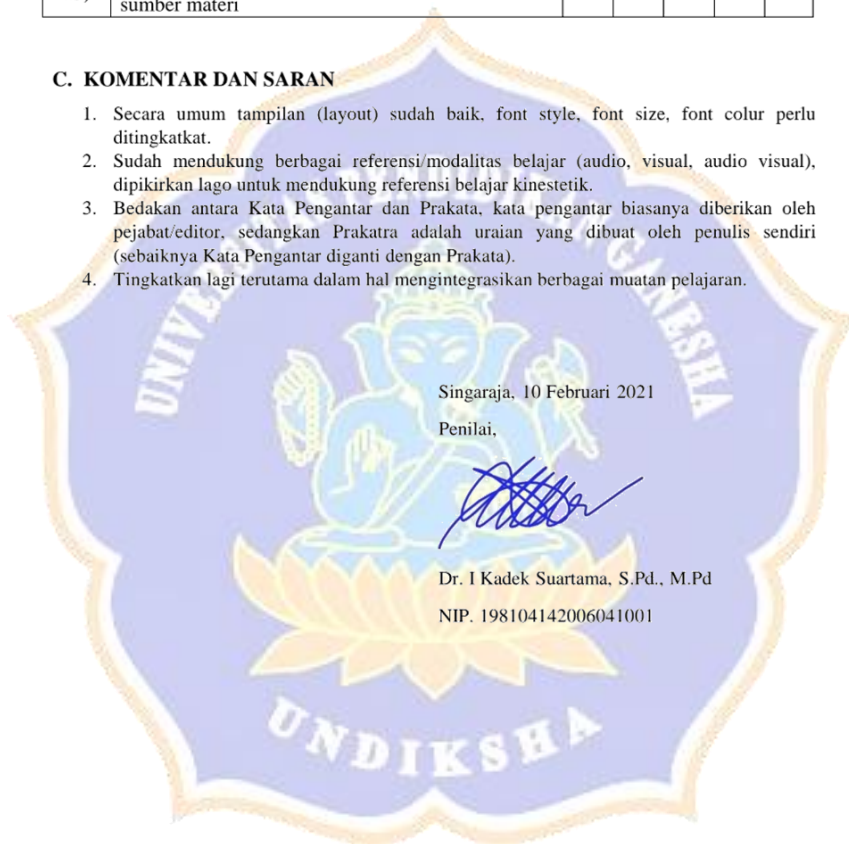 sumber materi
C. KOMENTAR DAN SARAN
1. Secara umum tampilan (layout) sudah baik, font style, font size, font colur perlu
ditingkatkat.
2. Sudah mendukung berbagai referensi/modalitas belajar (audio, visual, audio visual),
dipikirkan lago untuk mendukung referensi belajar kinestetik.
3. Bedakan antara Kata Pengantar dan Prakata, kata pengantar biasanya diberikan oleh
pejabat/editor, sedangkan Prakatra adalah uraian yang dibuat oleh penulis sendiri
(sebaiknya Kata Pengantar diganti dengan Prakata).
4. Tingkatkan lagi terutama dalam hal mengintegrasikan berbagai muatan pelajaran.
UNIVERSITAS PENDIDIKAN GANESHA
Singaraja, 10 Februari 2021
Penilai,
Dr. I Kadek Suartama, S.Pd., M.Pd
NIP. 198104142006041001
UNDIKSHA